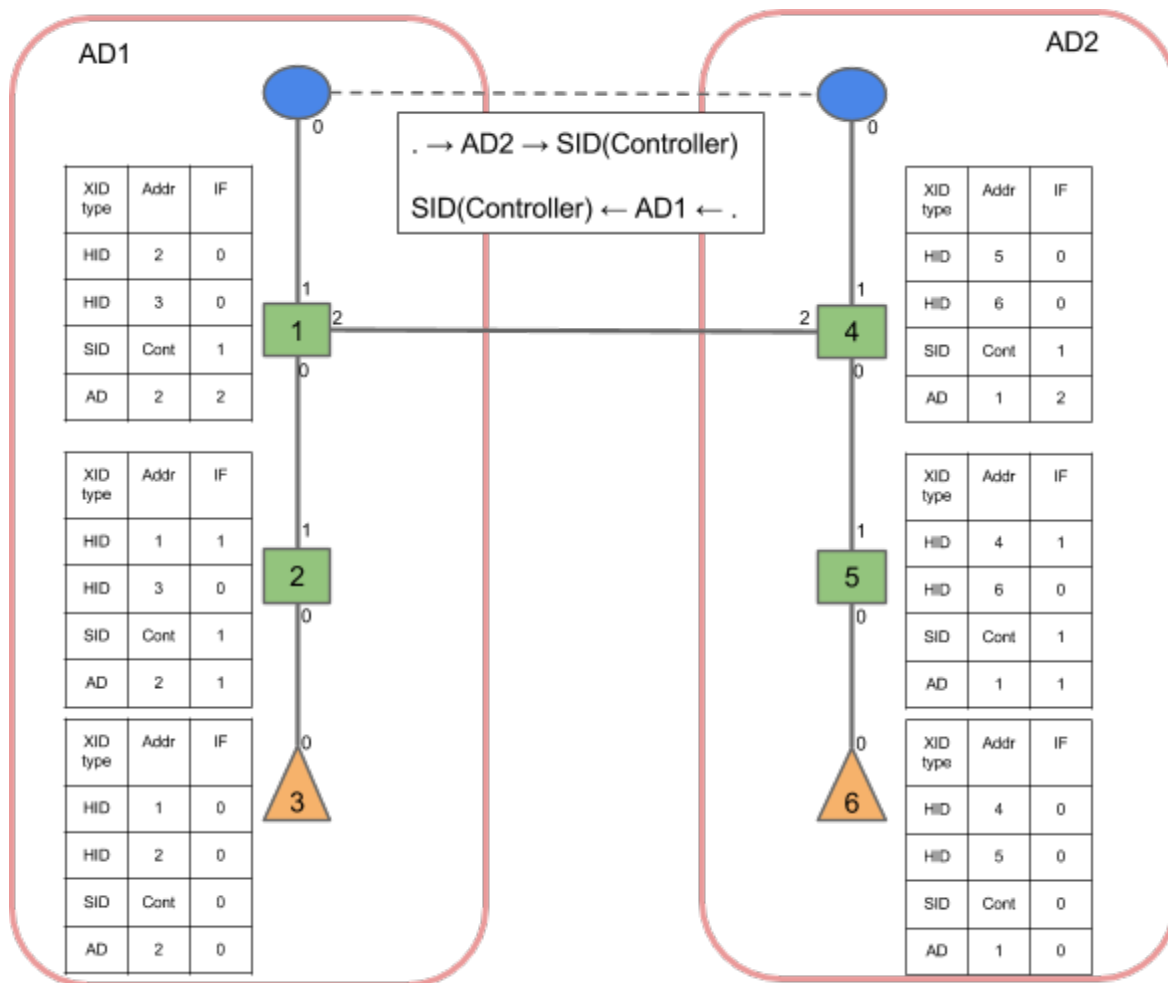 AD1
AD2
0
0
. → AD2 → SID(Controller)
SID(Controller) ← AD1 ← .
XID type Addr IF
HID 2 0
HID 3 0
SID Cont 1
AD 2 2
XID type Addr IF
HID 5 0
HID 6 0
SID Cont 1
AD 1 2
1
1 2
0
1
2 4
0
XID type Addr IF
HID 1 1
HID 3 0
SID Cont 1
AD 2 1
1
2
0
1
5
0
XID type Addr IF
HID 4 1
HID 6 0
SID Cont 1
AD 1 1
XID type Addr IF
HID 1 0
HID 2 0
SID Cont 0
AD 2 0
0
3
0
6
XID type Addr IF
HID 4 0
HID 5 0
SID Cont 0
AD 1 0